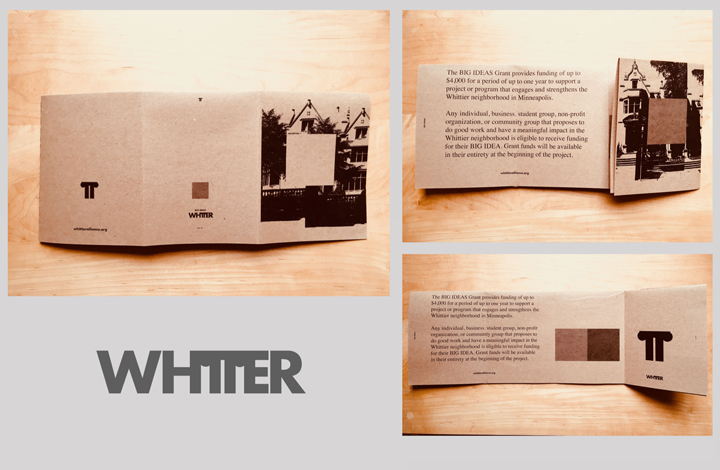 whittieralliance.org
WHITTIER
The BIG IDEAS Grant provides funding of up to
$4,000 for a period of up to one year to support a
project or program that engages and strengthens the
Whittier neighborhood in Minneapolis.
Any individual, business, student group, non-profit
organization, or community group that proposes to
do good work and have a meaningful impact in the
Whittier neighborhood is eligible to receive funding
for their BIG IDEA. Grant funds will be available
in their entirety at the beginning of the project.
whittieralliance.org
WHITTIER
The BIG IDEAS Grant provides funding of up to
$4,000 for a period of up to one year to support a
project or program that engages and strengthens the
Whittier neighborhood in Minneapolis.
Any individual, business, student group, non-profit
organization, or community group that proposes to
do good work and have a meaningful impact in the
Whittier neighborhood is eligible to receive funding
for their BIG IDEA. Grant funds will be available
in their entirety at the beginning of the project.
whittieralliance.org
WHITTIER